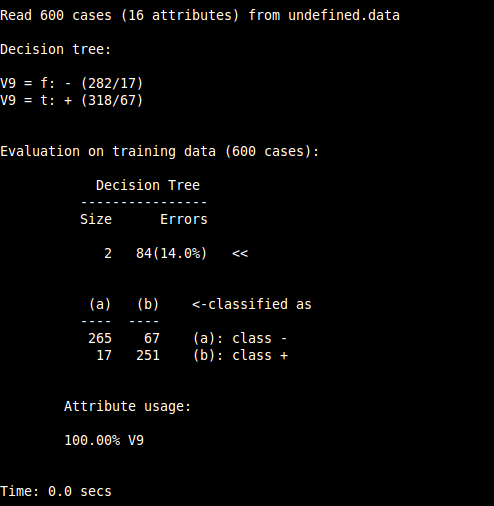 Read 600 cases (16 attributes) from undefined.data
Decision tree:
V9 = f: - (282/17)
V9 = t: + (318/67)
Evaluation on training data (600 cases):
Decision Tree
----------------
Size      Errors
2   84(14.0%)   <<
(a)   (b)    <-classified as
----  ----
265    67    (a): class -
17   251    (b): class +
Attribute usage:
100.00% V9
Time: 0.0 secs